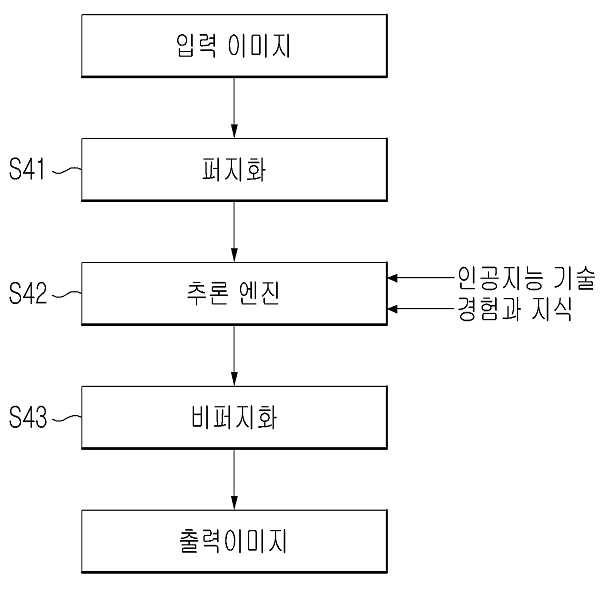 입력 이미지
S41
퍼지화
S42
추론 엔진
인공지능 기술
경험과 지식
S43
비퍼지화
출력이미지